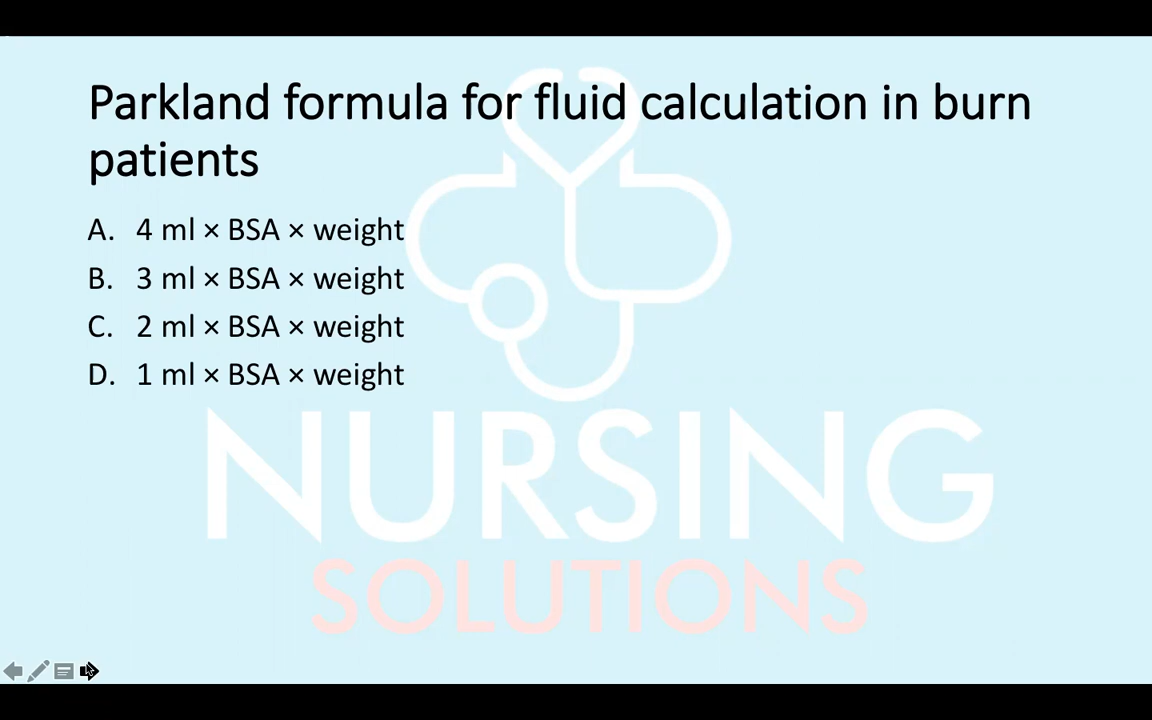 Parkland formula for fluid calculation in burn
patients
A. 4 ml × BSA × weight
B. 3 ml × BSA × weight
C. 2 ml × BSA × weight
D. 1 ml × BSA × weight
NURSING
SOLUTIONS